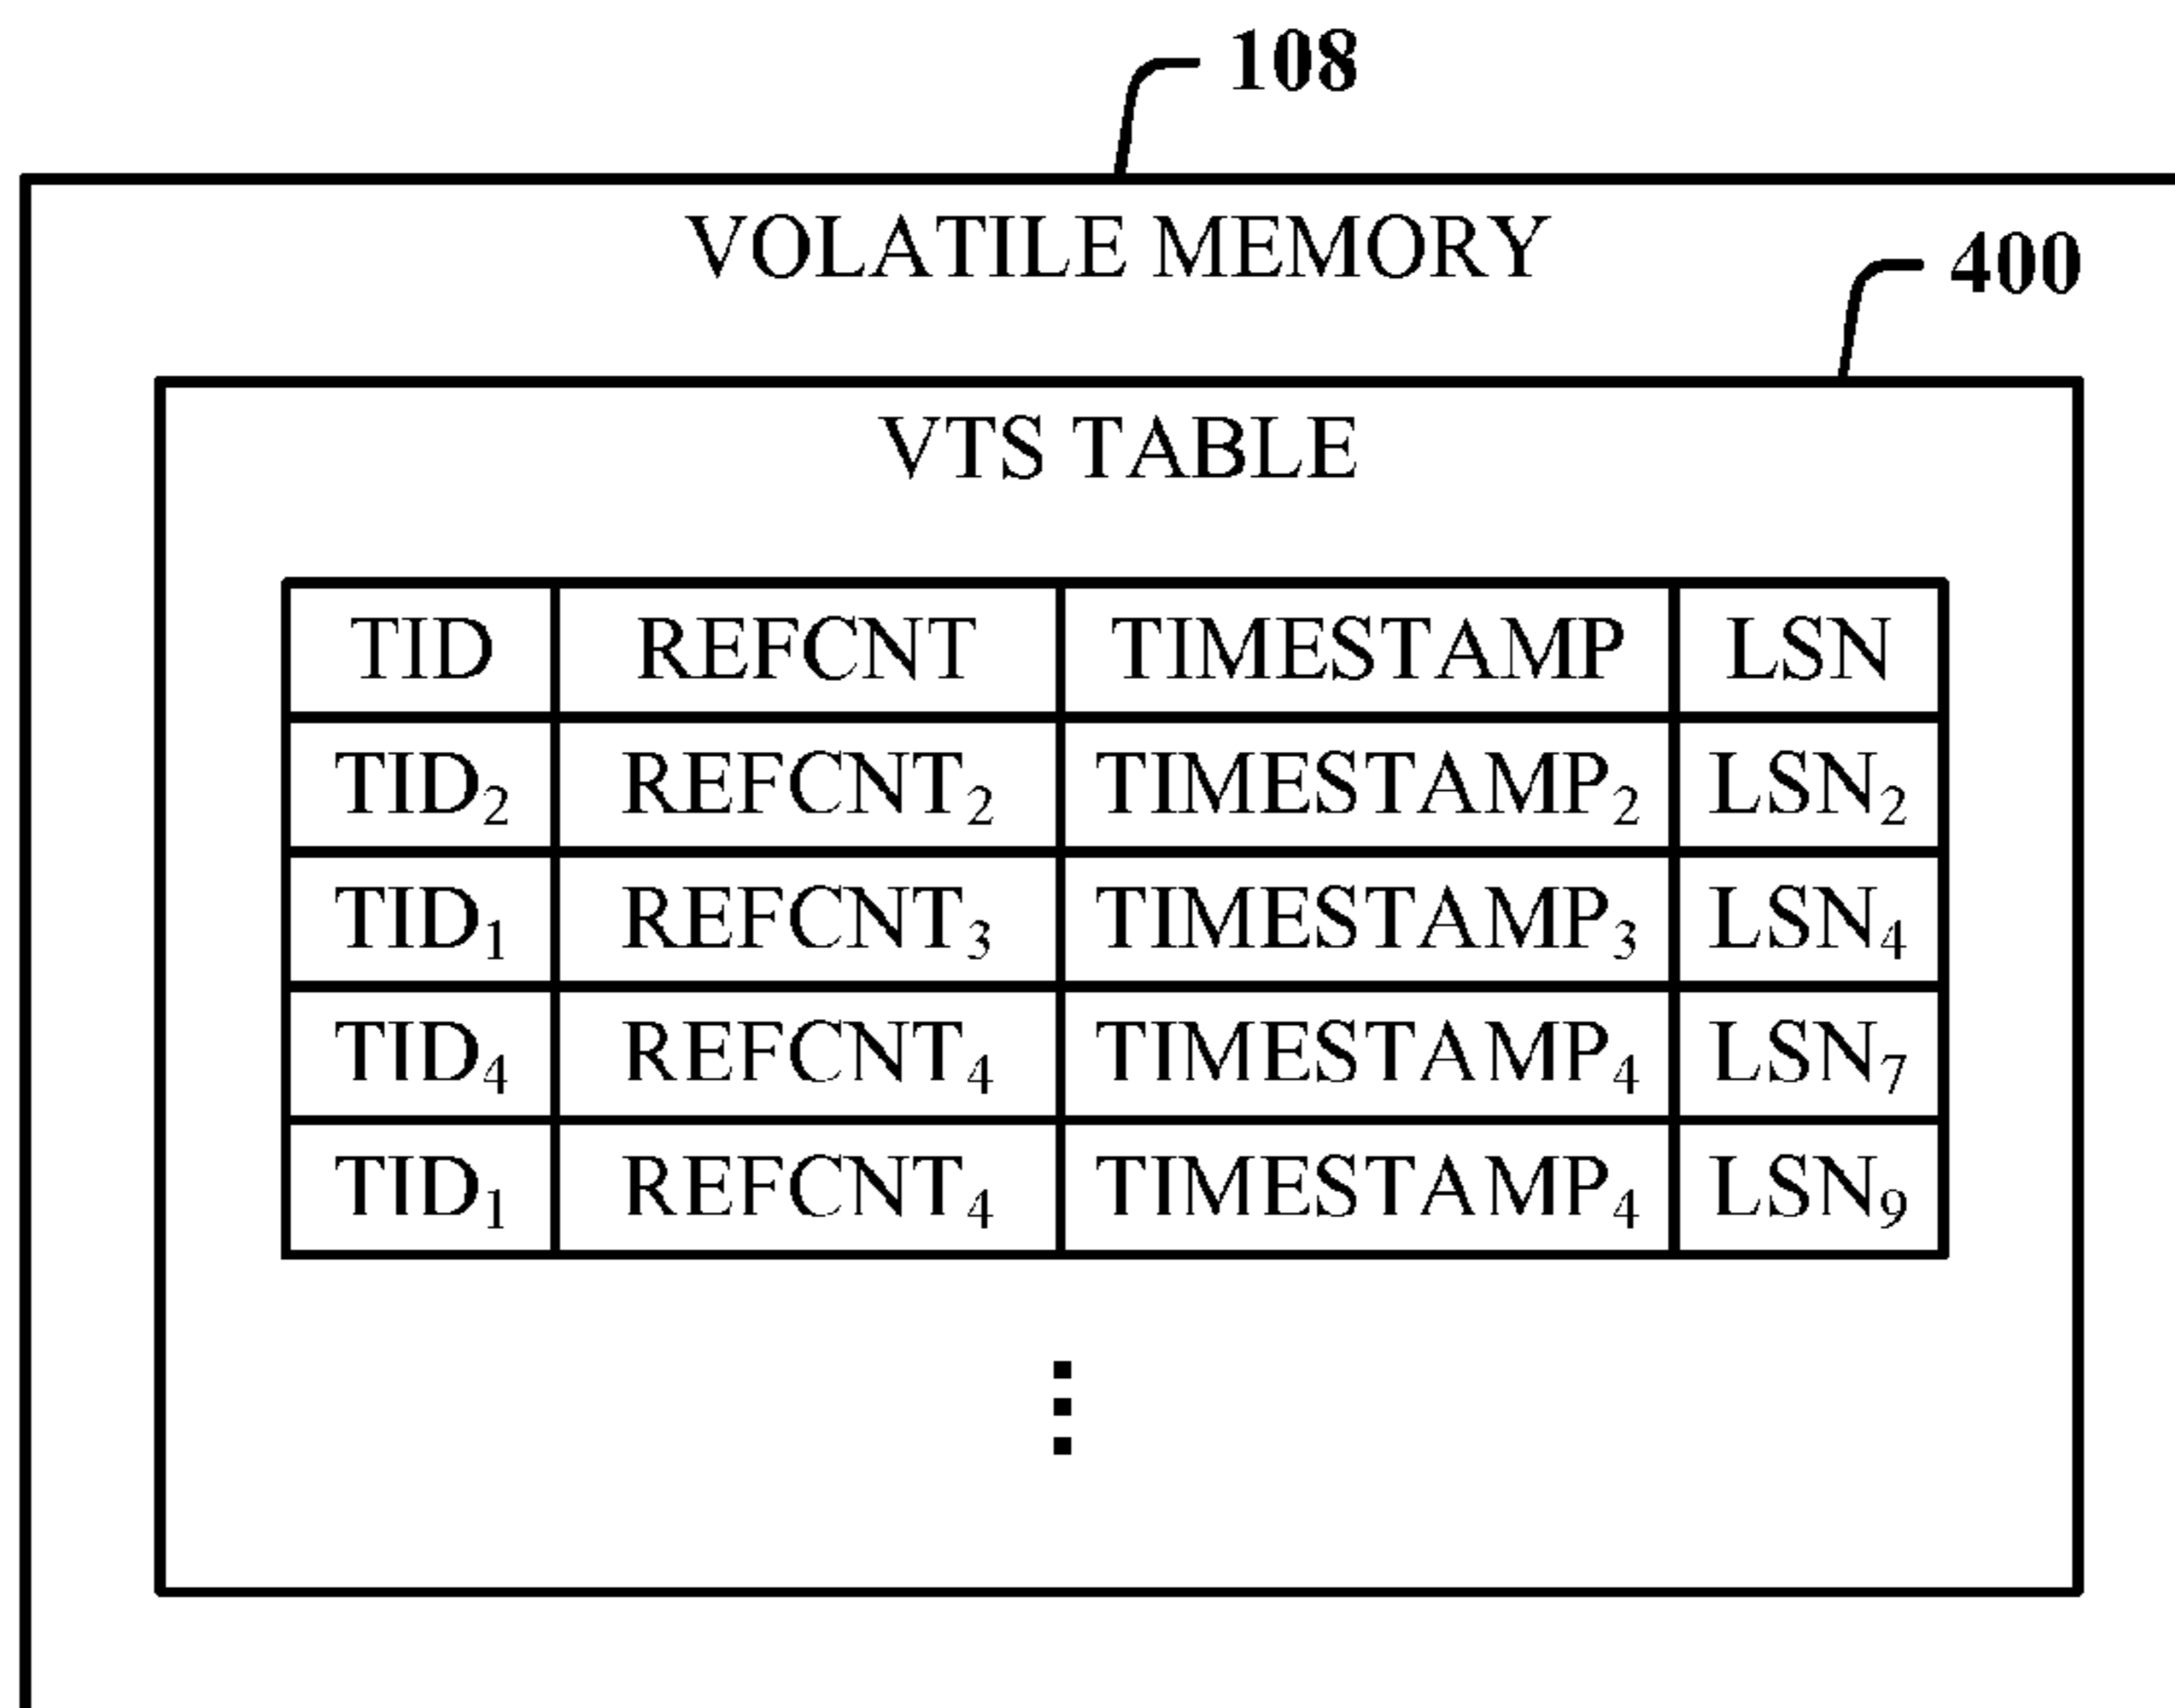 108
VOLATILE MEMORY
400
VTS TABLE
TID REFCNT TIMESTAMP LSN
TID₂ REFCNT₂ TIMESTAMP₂ LSN₂
TID₁ REFCNT₃ TIMESTAMP₃ LSN₄
TID₄ REFCNT₄ TIMESTAMP₄ LSN₇
TID₁ REFCNT₄ TIMESTAMP₄ LSN₉